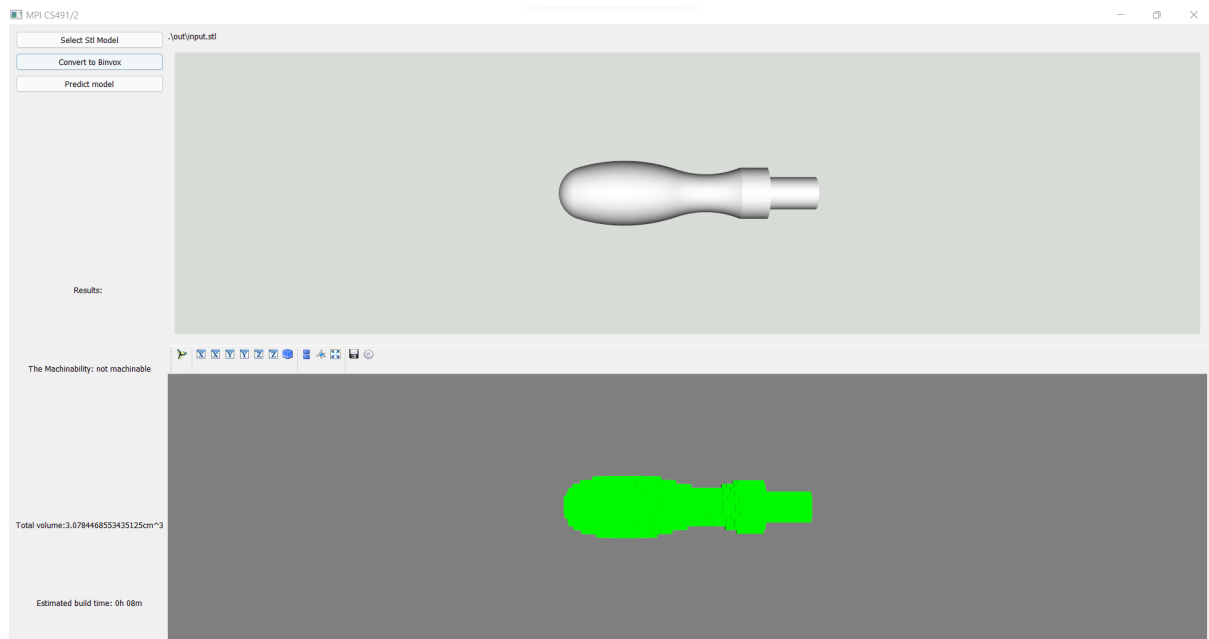 MPI CS491/2
Select Stl Model
.\out\input.stl
Convert to Binvox
Predict model
Results:
X X Y Y Z Z
The Machinability: not machinable
Total volume:3.0784468553435125cm^3
Estimated build time: 0h 08m